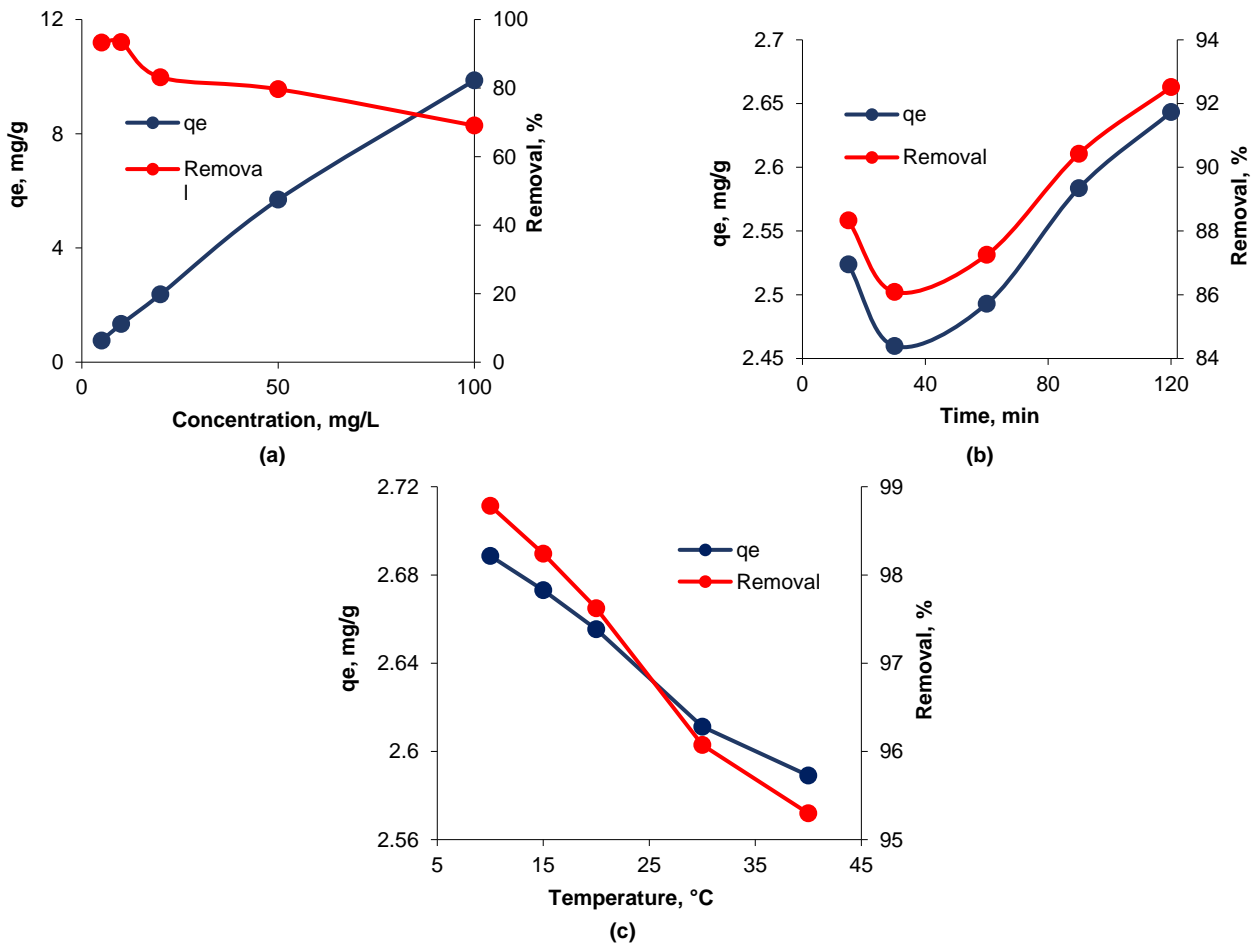 12
10
8
6
4
2
0
qe, mg/g
100
80
60
40
20
0
Removal, %
qe
Remova
l
0
50
100
Concentration, mg/L
(a)
2.7
2.65
2.6
2.55
2.5
2.45
qe, mg/g
94
92
90
88
86
84
Removal, %
qe
Removal
0
40
80
120
Time, min
(b)
2.72
2.68
2.64
2.6
2.56
qe, mg/g
99
98
97
96
95
Removal, %
qe
Removal
5
15
25
35
45
Temperature, °C
(c)